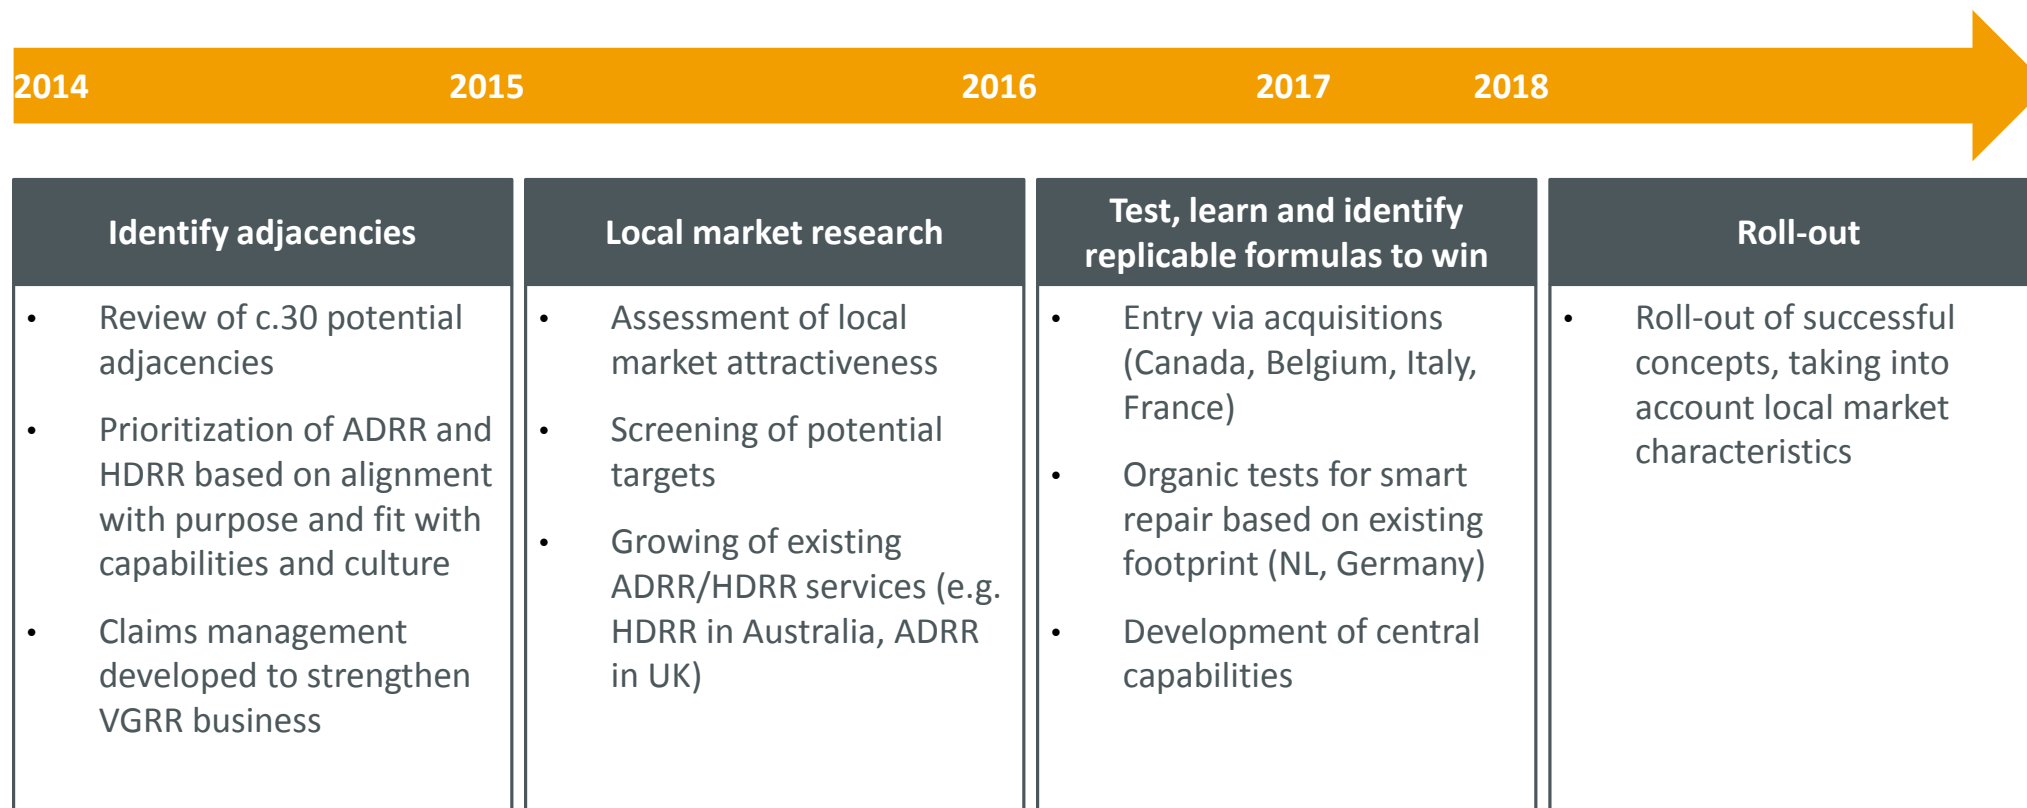 2014 2015 2016 2017 2018
Identify adjacencies
• Review of c.30 potential
adjacencies
• Prioritization of ADRR and
HDRR based on alignment
with purpose and fit with
capabilities and culture
• Claims management
developed to strengthen
VGRR business
Local market research
• Assessment of local
market attractiveness
• Screening of potential
targets
• Growing of existing
ADRR/HDRR services (e.g.
HDRR in Australia, ADRR
in UK)
Test, learn and identify
replicable formulas to win
• Entry via acquisitions
(Canada, Belgium, Italy,
France)
• Organic tests for smart
repair based on existing
footprint (NL, Germany)
• Development of central
capabilities
Roll-out
• Roll-out of successful
concepts, taking into
account local market
characteristics